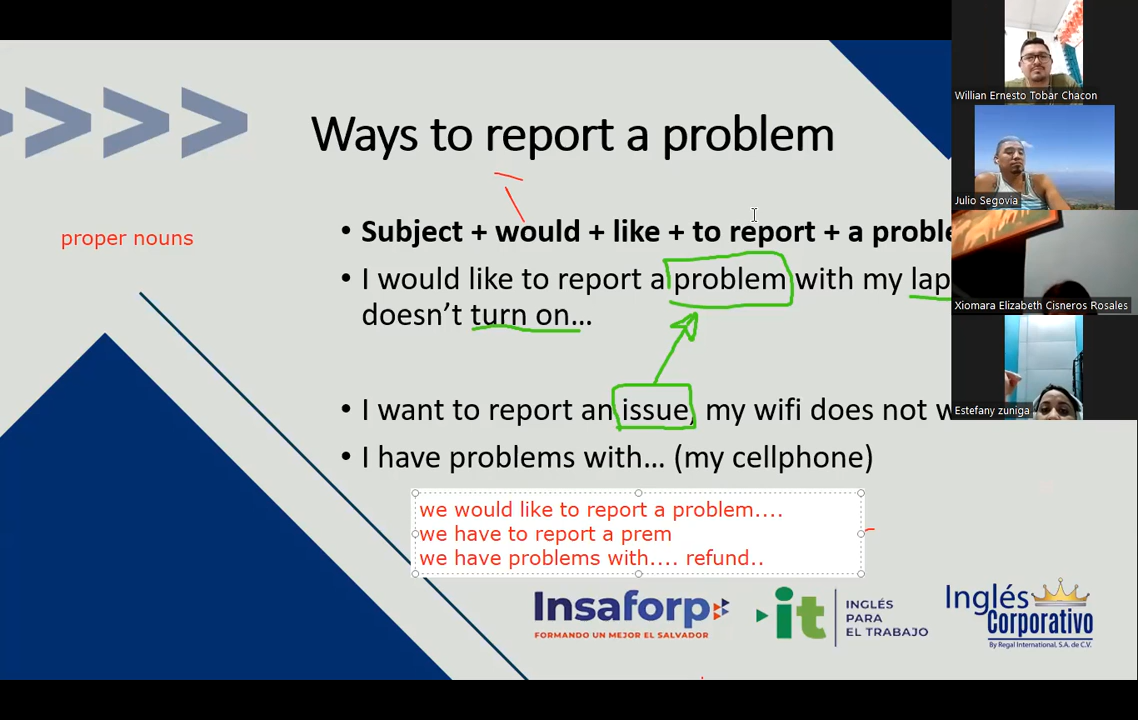 Ways to report a problem
proper nouns
• Subject + would + like + to report + a proble
• I would like to report a problem with my lap
doesn't turn on...
• I want to report an issue, my wifi does not w
• I have problems with... (my cellphone)
we would like to report a problem....
we have to report a prem
we have problems with.... refund..
Insaforp
FORMANDO UN MEJOR EL SALVADOR
it
INGLÉS
PARA
EL TRABAJO
Inglés
Corporativo
By Regal International, S.A. de C.V.
Willian Ernesto Tobar Chacon
Julio Segovia
Xiomara Elizabeth Cisneros Rosales
Estefany zuniga